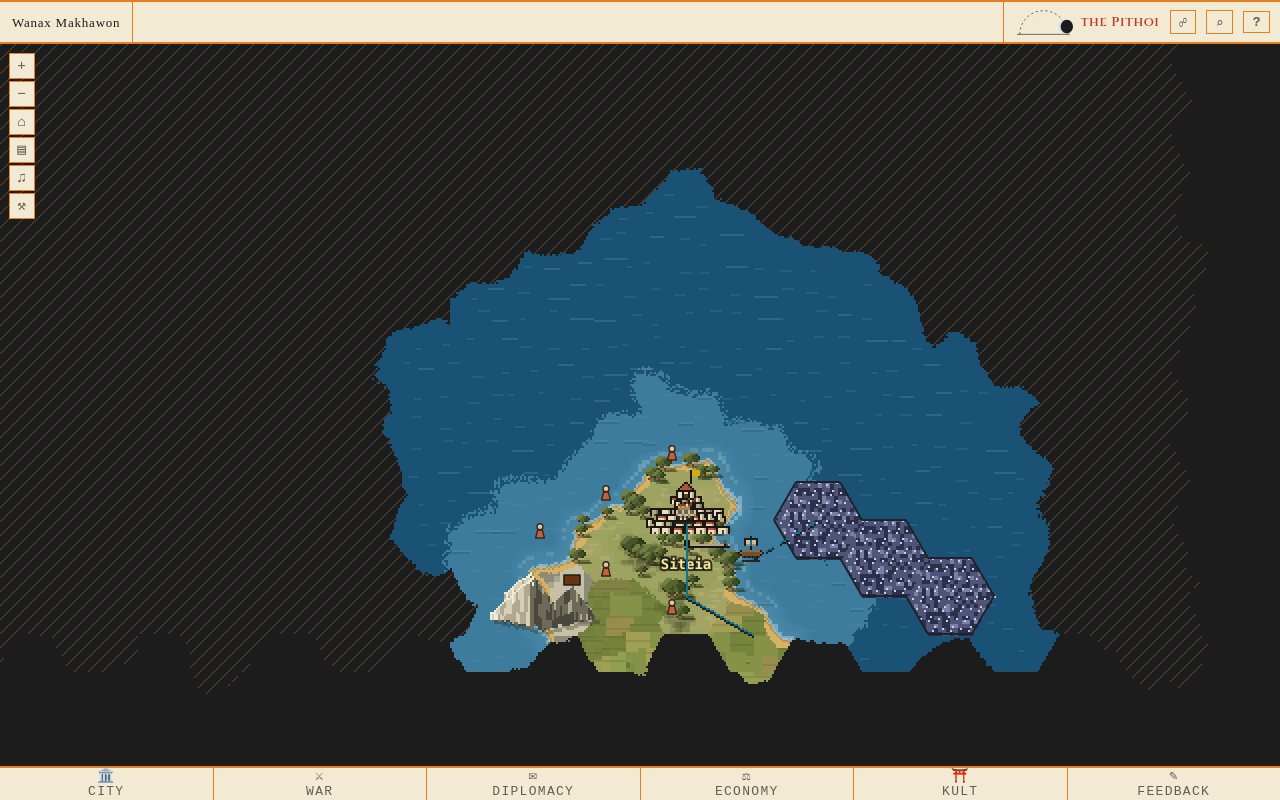 Wanax Makhawon
THE PITHOI
?
+
−
Siteia
CITY
WAR
DIPLOMACY
ECONOMY
KULT
FEEDBACK